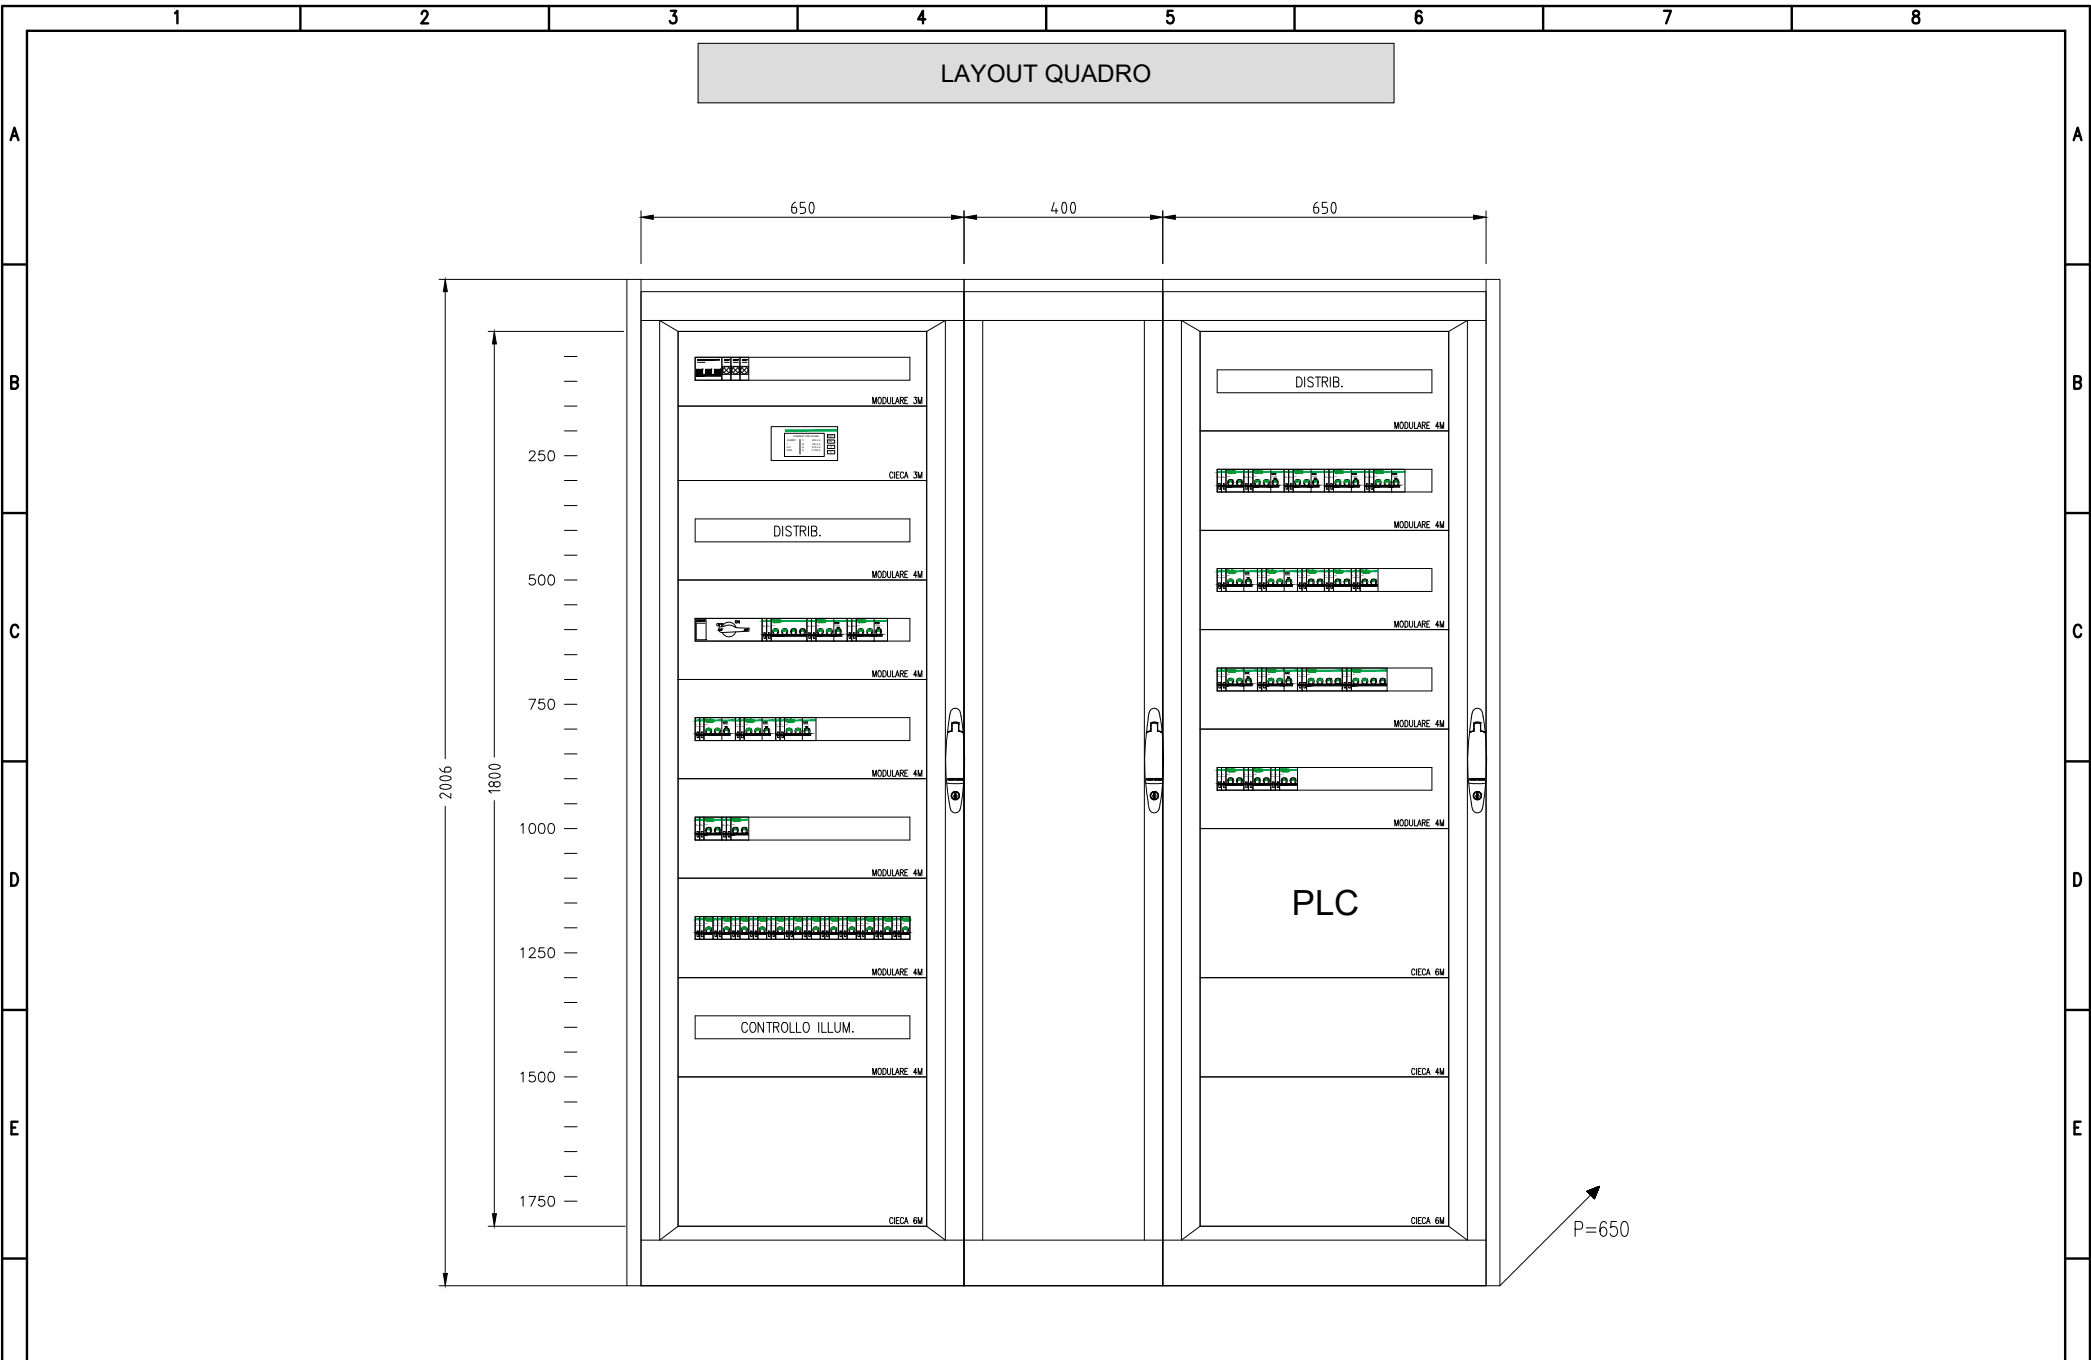 1 2 3 4 5 6 7 8
LAYOUT QUADRO
A A
650 400 650
B B
MODULARE 3M
DISTRIB.
MODULARE 4M
250
CIECA 3M
DISTRIB.
MODULARE 4M
MODULARE 4M
500
C C
MODULARE 4M
MODULARE 4M
750
MODULARE 4M
2006
1800
MODULARE 4M
1000
MODULARE 4M
MODULARE 4M
D D
PLC
1250
MODULARE 4M
CIECA 6M
CONTROLLO ILLUM.
MODULARE 4M
CIECA 4M
1500
E E
1750
CIECA 6M
CIECA 6M
P=650